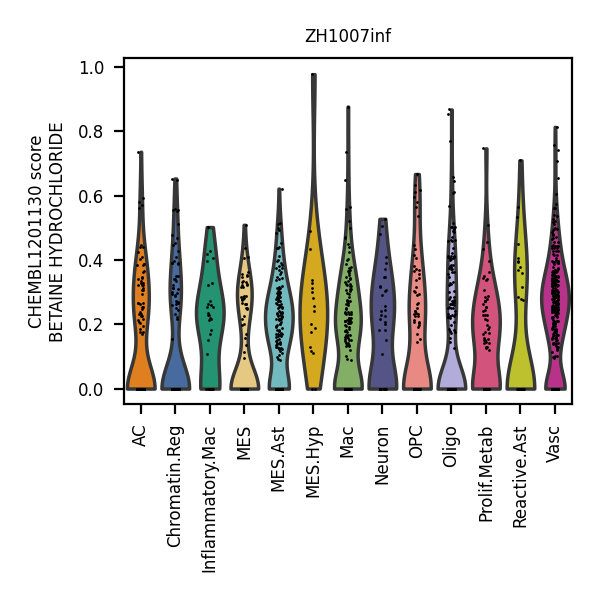 ZH1007inf
CHEMBL1201130 score
BETAINE HYDROCHLORIDE
1.0
0.8
0.6
0.4
0.2
0.0
AC
Chromatin.Reg
Inflammatory.Mac
MES
MES.Ast
MES.Hyp
Mac
Neuron
OPC
Oligo
Prolif.Metab
Reactive.Ast
Vasc